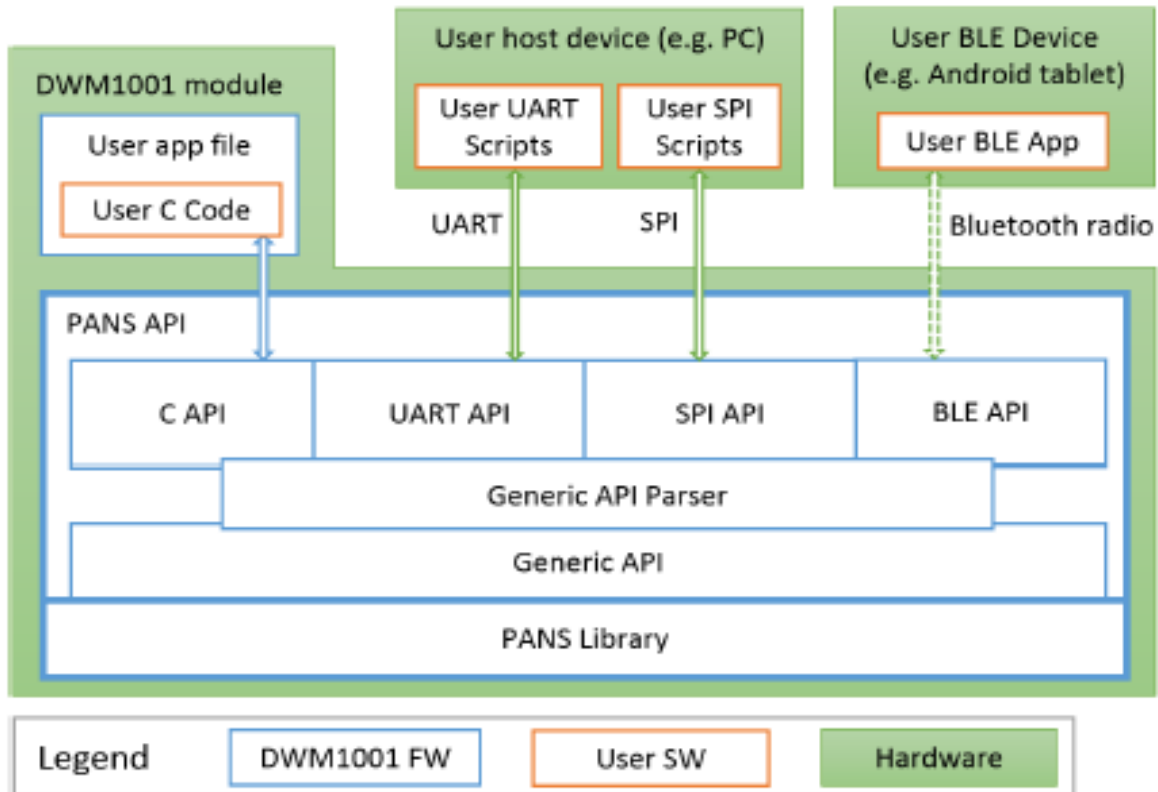 User host device (e.g. PC)
User BLE Device
(e.g. Android tablet)
DWM1001 module
User UART
Scripts
User SPI
Scripts
User BLE App
User app file
User C Code
UART
SPI
Bluetooth radio
PANS API
C API
UART API
SPI API
BLE API
Generic API Parser
Generic API
PANS Library
Legend
DWM1001 FW
User SW
Hardware